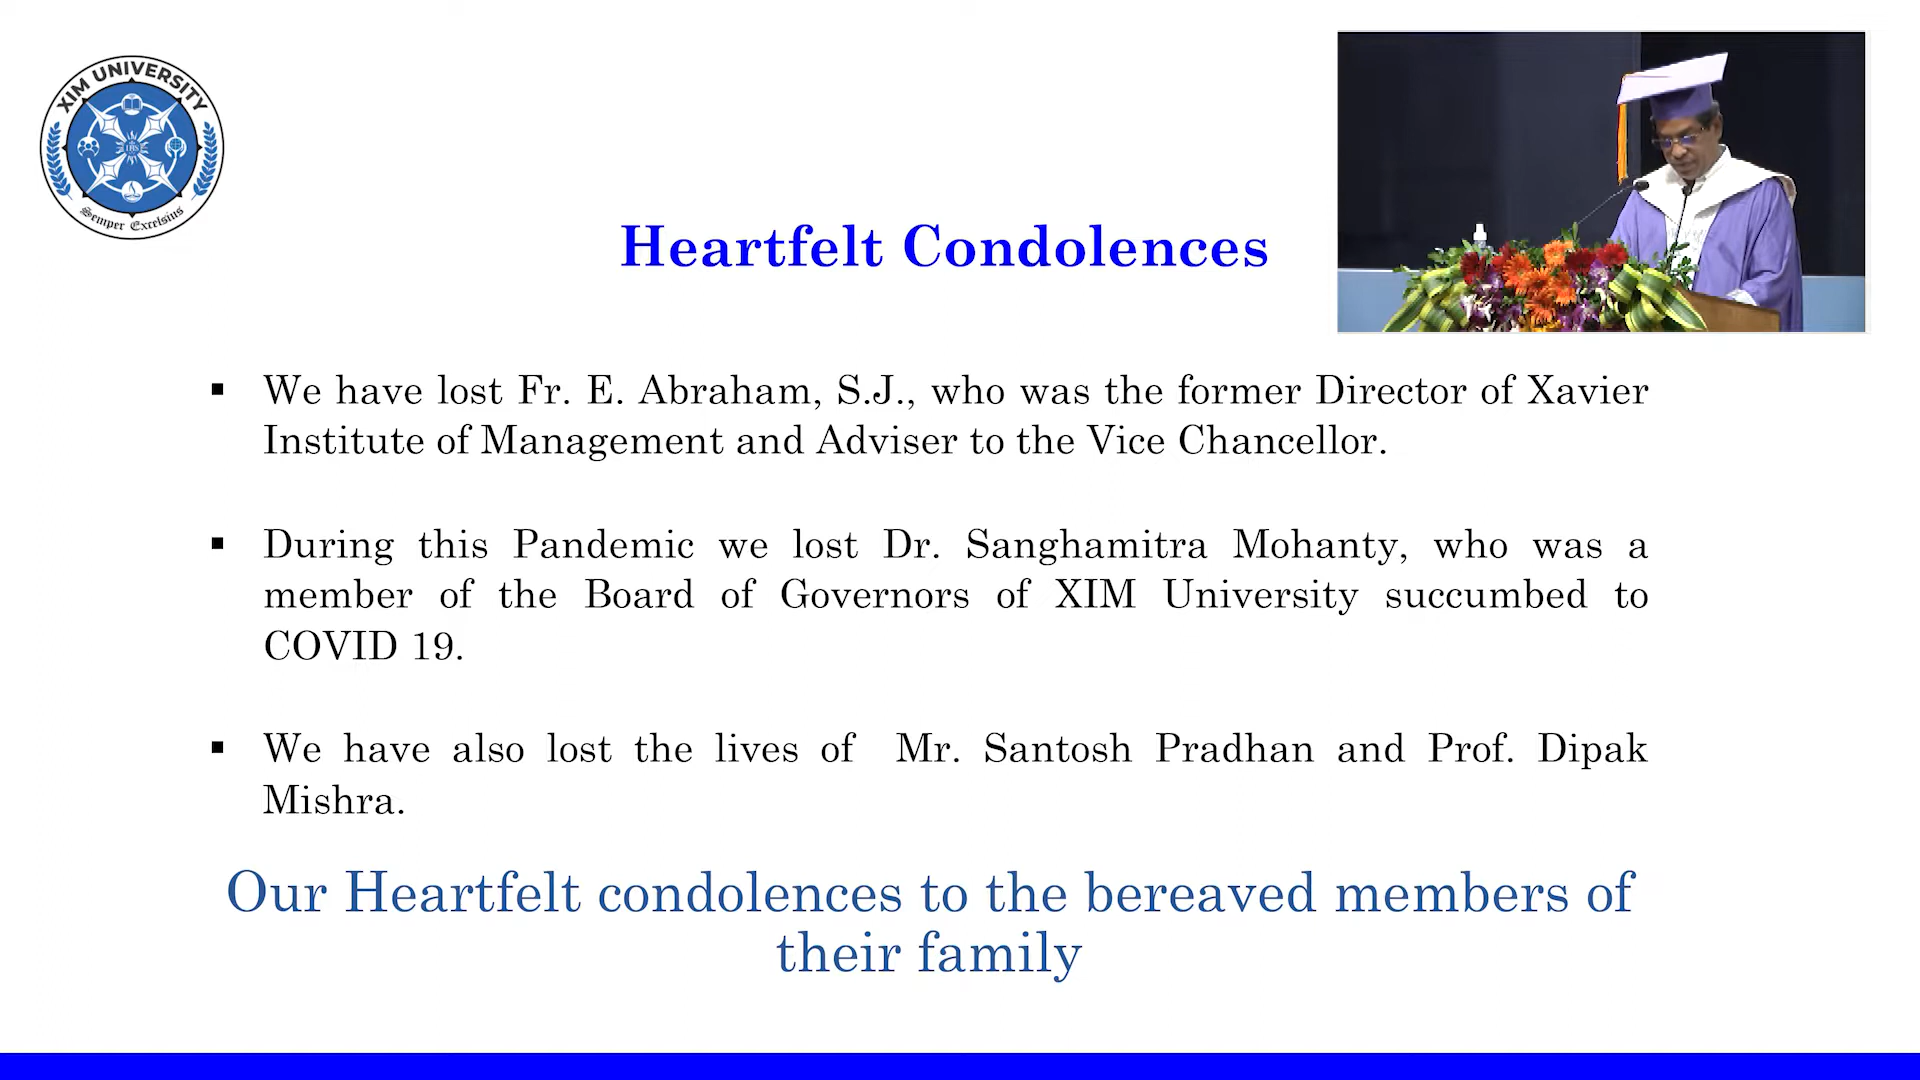 XIM UNIVERSITY
IHS
Semper Excelsius
Heartfelt Condolences
▪ We have lost Fr. E. Abraham, S.J., who was the former Director of Xavier
Institute of Management and Adviser to the Vice Chancellor.
▪ During this Pandemic we lost Dr. Sanghamitra Mohanty, who was a
member of the Board of Governors of XIM University succumbed to
COVID 19.
▪ We have also lost the lives of Mr. Santosh Pradhan and Prof. Dipak
Mishra.
Our Heartfelt condolences to the bereaved members of
their family